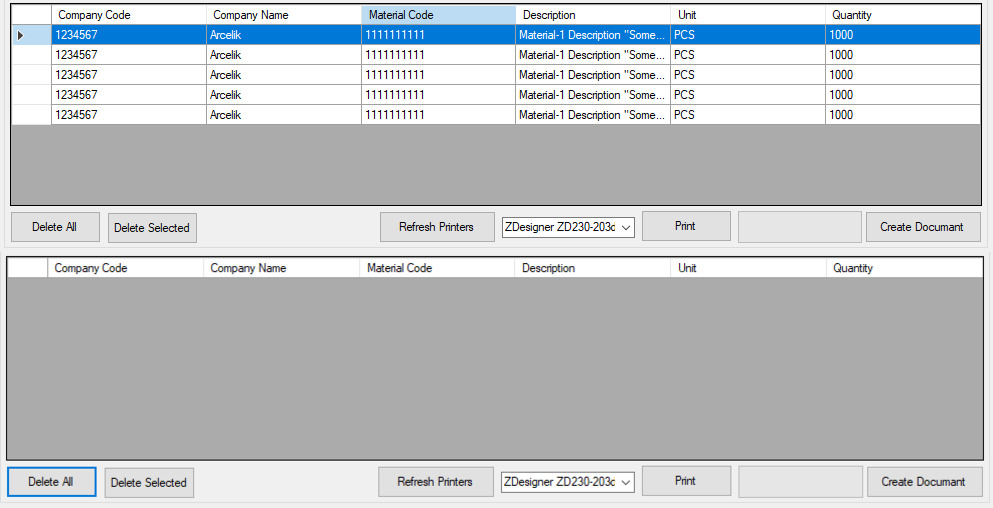 Company Code Company Name Material Code Description Unit Quantity
1234567 Arcelik 1111111111 Material-1 Description "Some... PCS 1000
1234567 Arcelik 1111111111 Material-1 Description "Some... PCS 1000
1234567 Arcelik 1111111111 Material-1 Description "Some... PCS 1000
1234567 Arcelik 1111111111 Material-1 Description "Some... PCS 1000
1234567 Arcelik 1111111111 Material-1 Description "Some... PCS 1000
Delete All Delete Selected Refresh Printers ZDesigner ZD230-203d Print Create Documant
Company Code Company Name Material Code Description Unit Quantity
Delete All Delete Selected Refresh Printers ZDesigner ZD230-203d Print Create Documant